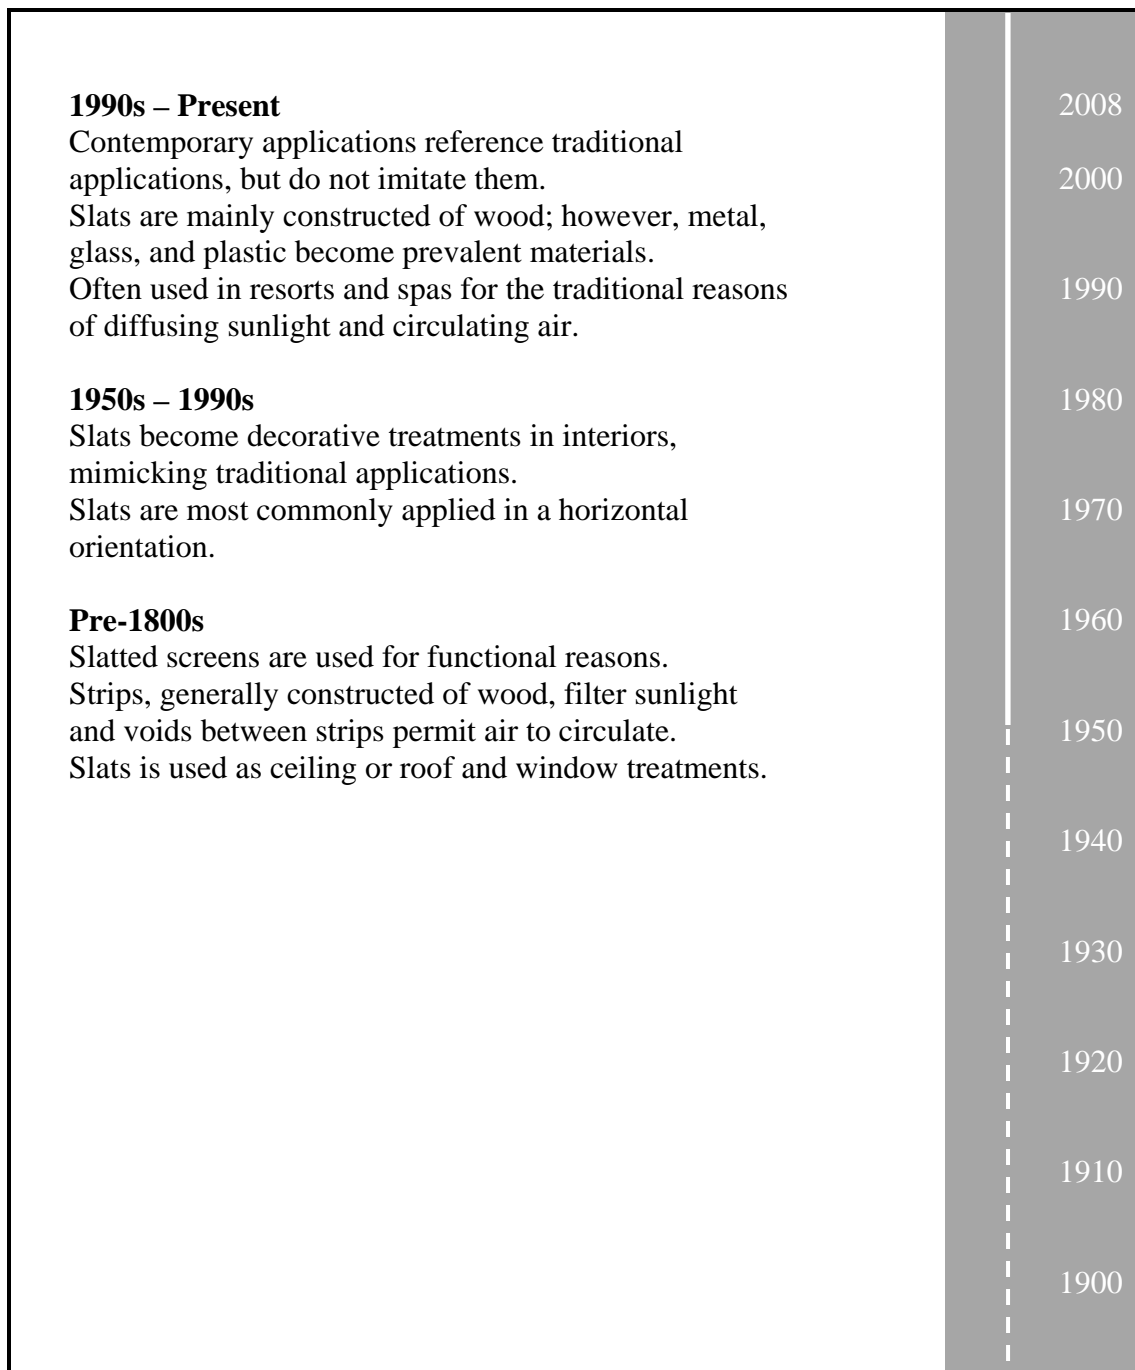 1990s – Present
Contemporary applications reference traditional
applications, but do not imitate them.
Slats are mainly constructed of wood; however, metal,
glass, and plastic become prevalent materials.
Often used in resorts and spas for the traditional reasons
of diffusing sunlight and circulating air.
1950s – 1990s
Slats become decorative treatments in interiors,
mimicking traditional applications.
Slats are most commonly applied in a horizontal
orientation.
Pre-1800s
Slatted screens are used for functional reasons.
Strips, generally constructed of wood, filter sunlight
and voids between strips permit air to circulate.
Slats is used as ceiling or roof and window treatments.
2008
2000
1990
1980
1970
1960
1950
1940
1930
1920
1910
1900